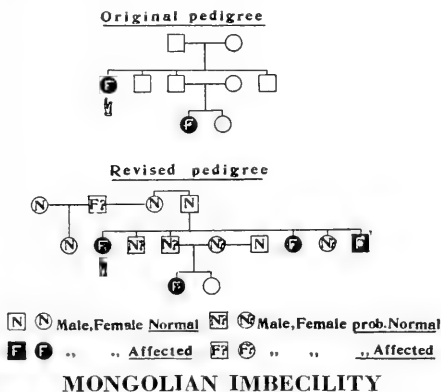 Original pedigree
F
F
Revised pedigree
N F? N N
N F N? N? N? N F N?
F
N N Male,Female Normal N? N? Male,Female prob.Normal
F F ,, ,, Affected F? F? ,, ,, ,, Affected
MONGOLIAN IMBECILITY